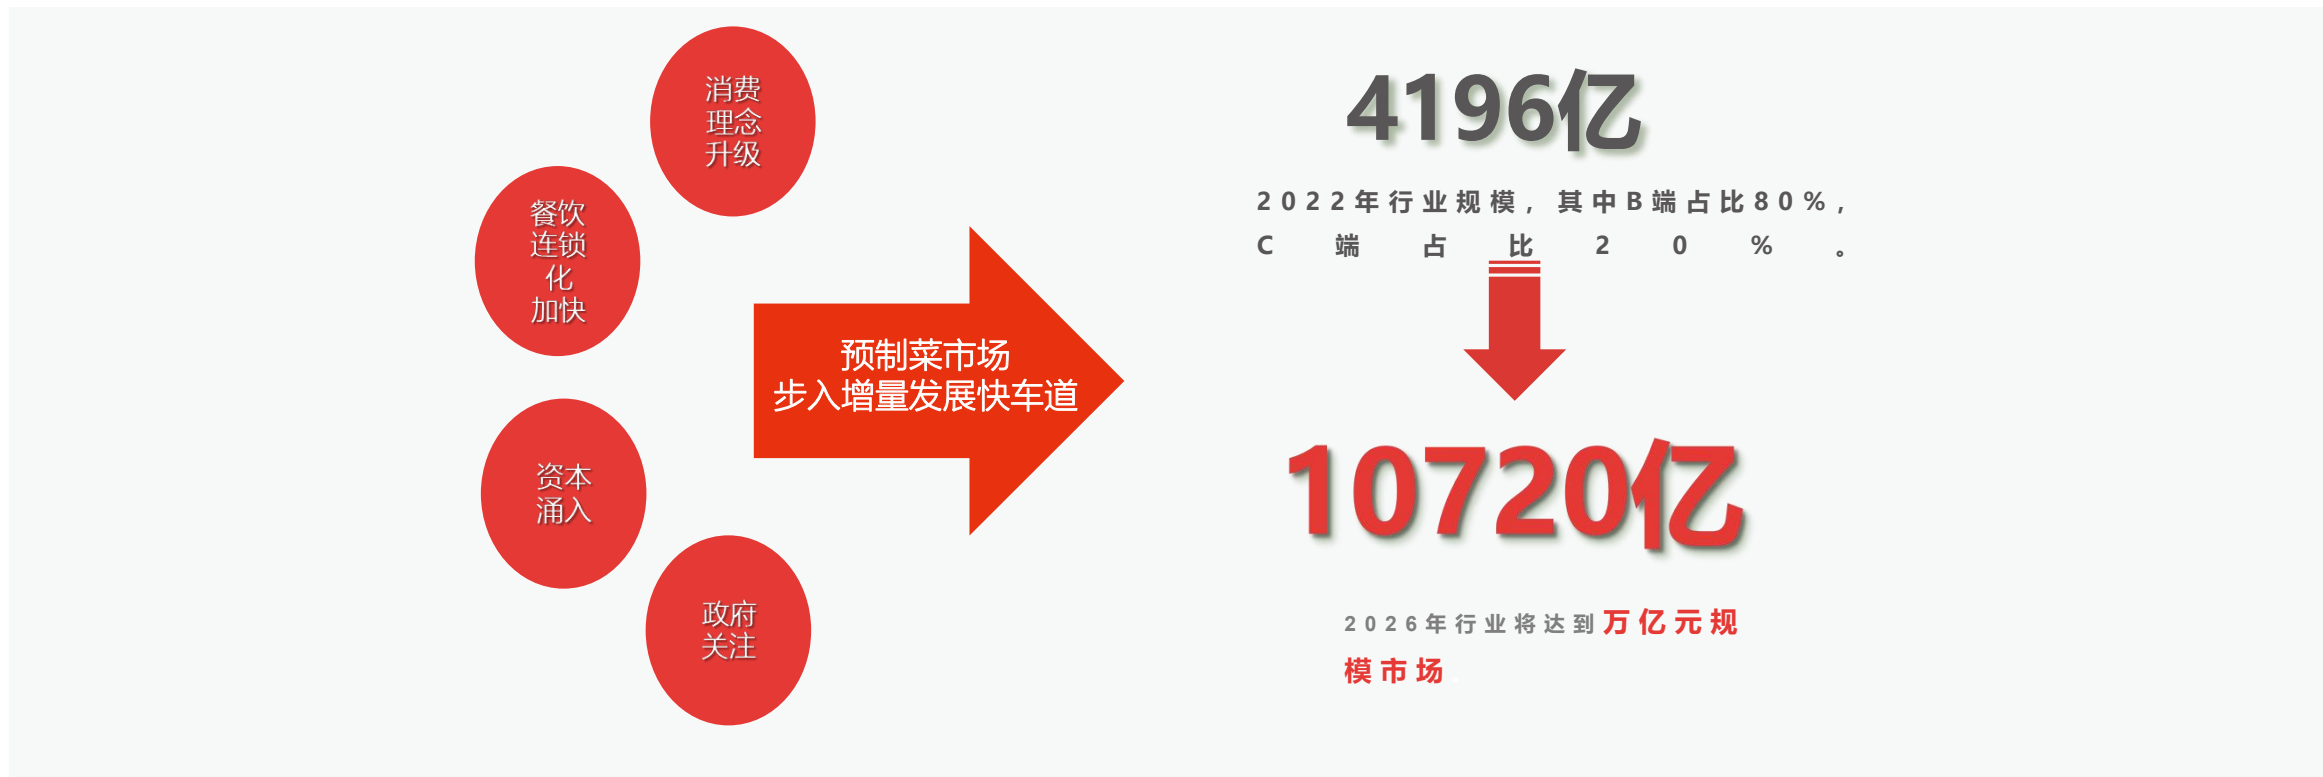 消费
理念
升级
餐饮
连锁
化
加快
资本
涌入
政府
关注
预制菜市场
步入增量发展快车道
4196亿
2022年行业规模，其中B端占比80%，
C端占比20%。
10720亿
2026年行业将达到万亿元规
模市场